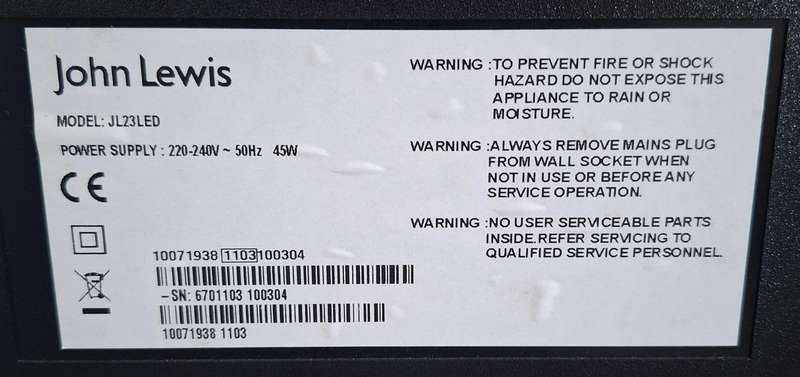 John Lewis
MODEL: JL23LED
POWER SUPPLY : 220-240V ~ 50Hz 45W
CE
10071938 1103100304
-SN: 6701103 100304
10071938 1103
WARNING :TO PREVENT FIRE OR SHOCK
HAZARD DO NOT EXPOSE THIS
APPLIANCE TO RAIN OR
MOISTURE.
WARNING :ALWAYS REMOVE MAINS PLUG
FROM WALL SOCKET WHEN
NOT IN USE OR BEFORE ANY
SERVICE OPERATION.
WARNING :NO USER SERVICEABLE PARTS
INSIDE.REFER SERVICING TO
QUALIFIED SERVICE PERSONNEL.